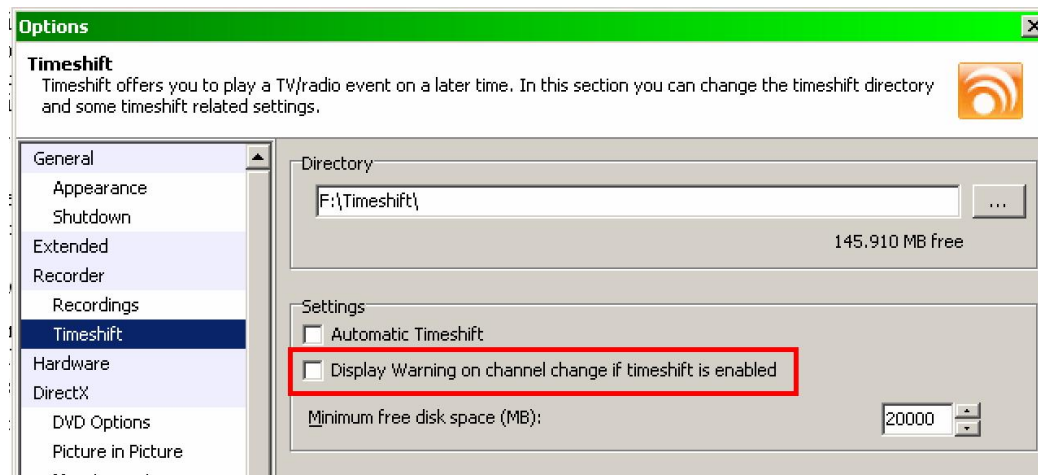 Options
Timeshift
Timeshift offers you to play a TV/radio event on a later time. In this section you can change the timeshift directory
and some timeshift related settings.
General
Appearance
Shutdown
Extended
Recorder
Recordings
Timeshift
Hardware
DirectX
DVD Options
Picture in Picture
Directory
F:\Timeshift\
...
145.910 MB free
Settings
Automatic Timeshift
Display Warning on channel change if timeshift is enabled
Minimum free disk space (MB):
20000